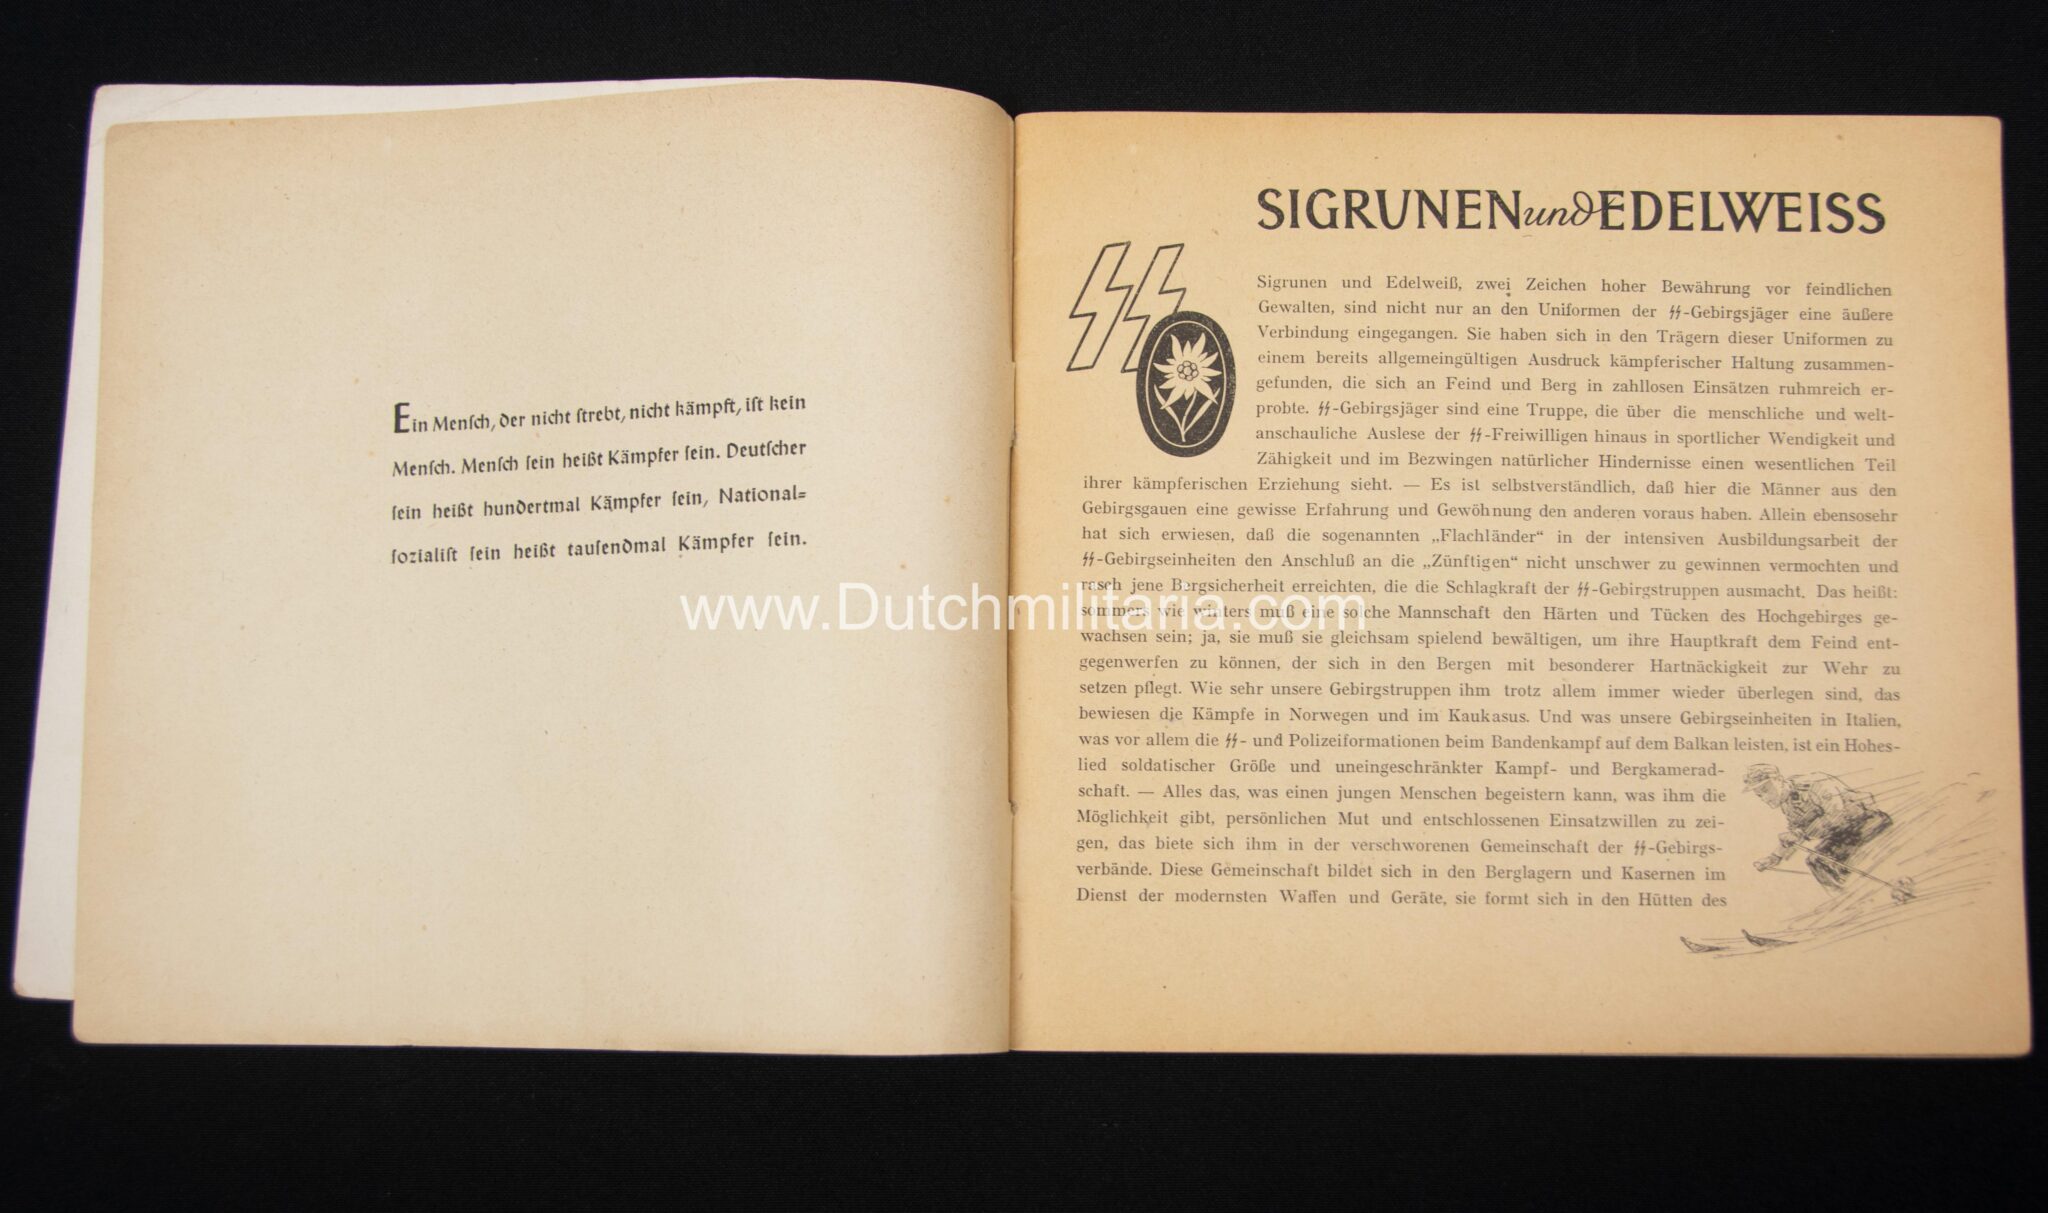 Ein Menſch, der nicht ſtrebt, nicht kämpft, iſt kein
Menſch. Menſch ſein heißt Kämpfer ſein. Deutſcher
ſein heißt hundertmal Kämpfer ſein, National=
ſozialiſt ſein heißt tauſendmal Kämpfer ſein.
SIGRUNEN und EDELWEISS
SS
Sigrunen und Edelweiß, zwei Zeichen hoher Bewährung vor feindlichen
Gewalten, sind nicht nur an den Uniformen der SS-Gebirgsjäger eine äußere
Verbindung eingegangen. Sie haben sich in den Trägern dieser Uniformen zu
einem bereits allgemeingültigen Ausdruck kämpferischer Haltung zusammen-
gefunden, die sich an Feind und Berg in zahllosen Einsätzen ruhmreich er-
probte. SS-Gebirgsjäger sind eine Truppe, die über die menschliche und welt-
anschauliche Auslese der SS-Freiwilligen hinaus in sportlicher Wendigkeit und
Zähigkeit und im Bezwingen natürlicher Hindernisse einen wesentlichen Teil
ihrer kämpferischen Erziehung sieht. — Es ist selbstverständlich, daß hier die Männer aus den
Gebirgsgauen eine gewisse Erfahrung und Gewöhnung den anderen voraus haben. Allein ebensosehr
hat sich erwiesen, daß die sogenannten „Flachländer“ in der intensiven Ausbildungsarbeit der
SS-Gebirgseinheiten den Anschluß an die „Zünftigen“ nicht unschwer zu gewinnen vermochten und
rasch jene Bergsicherheit erreichten, die die Schlagkraft der SS-Gebirgstruppen ausmacht. Das heißt:
sommers wie winters muß eine solche Mannschaft den Härten und Tücken des Hochgebirges ge-
wachsen sein; ja, sie muß sie gleichsam spielend bewältigen, um ihre Hauptkraft dem Feind ent-
gegenwerfen zu können, der sich in den Bergen mit besonderer Hartnäckigkeit zur Wehr zu
setzen pflegt. Wie sehr unsere Gebirgstruppen ihm trotz allem immer wieder überlegen sind, das
bewiesen die Kämpfe in Norwegen und im Kaukasus. Und was unsere Gebirgseinheiten in Italien,
was vor allem die SS- und Polizeiformationen beim Bandenkampf auf dem Balkan leisten, ist ein Hohes-
lied soldatischer Größe und uneingeschränkter Kampf- und Bergkamerad-
schaft. — Alles das, was einen jungen Menschen begeistern kann, was ihm die
Möglichkeit gibt, persönlichen Mut und entschlossenen Einsatzwillen zu zei-
gen, das biete sich ihm in der verschworenen Gemeinschaft der SS-Gebirgs-
verbände. Diese Gemeinschaft bildet sich in den Berglagern und Kasernen im
Dienst der modernsten Waffen und Geräte, sie formt sich in den Hütten des
www.Dutchmilitaria.com